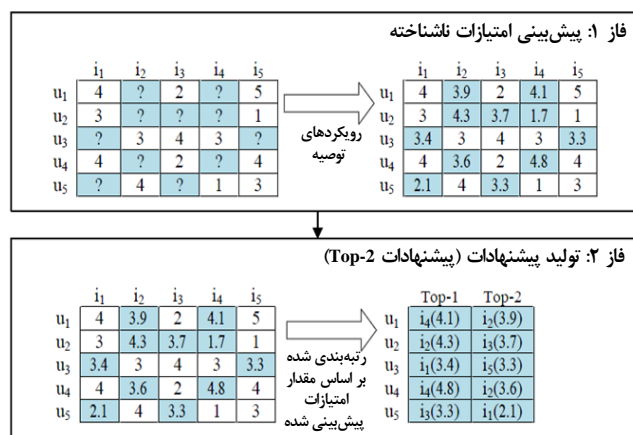 فاز ۱: پیش‌بینی امتیازات ناشناخته
i₁ i₂ i₃ i₄ i₅
u₁ 4 ? 2 ? 5
u₂ 3 ? ? ? 1
u₃ ? 3 4 3 ?
u₄ 4 ? 2 ? 4
u₅ ? 4 ? 1 3
رویکردهای
توصیه
i₁ i₂ i₃ i₄ i₅
u₁ 4 3.9 2 4.1 5
u₂ 3 4.3 3.7 1.7 1
u₃ 3.4 3 4 3 3.3
u₄ 4 3.6 2 4.8 4
u₅ 2.1 4 3.3 1 3
فاز ۲: تولید پیشنهادات (پیشنهادات Top-2)
i₁ i₂ i₃ i₄ i₅
u₁ 4 3.9 2 4.1 5
u₂ 3 4.3 3.7 1.7 1
u₃ 3.4 3 4 3 3.3
u₄ 4 3.6 2 4.8 4
u₅ 2.1 4 3.3 1 3
رتبه‌بندی شده
بر اساس مقدار
امتیازات
پیش‌بینی شده
Top-1 Top-2
u₁ i₄(4.1) i₂(3.9)
u₂ i₂(4.3) i₃(3.7)
u₃ i₁(3.4) i₅(3.3)
u₄ i₄(4.8) i₂(3.6)
u₅ i₃(3.3) i₁(2.1)